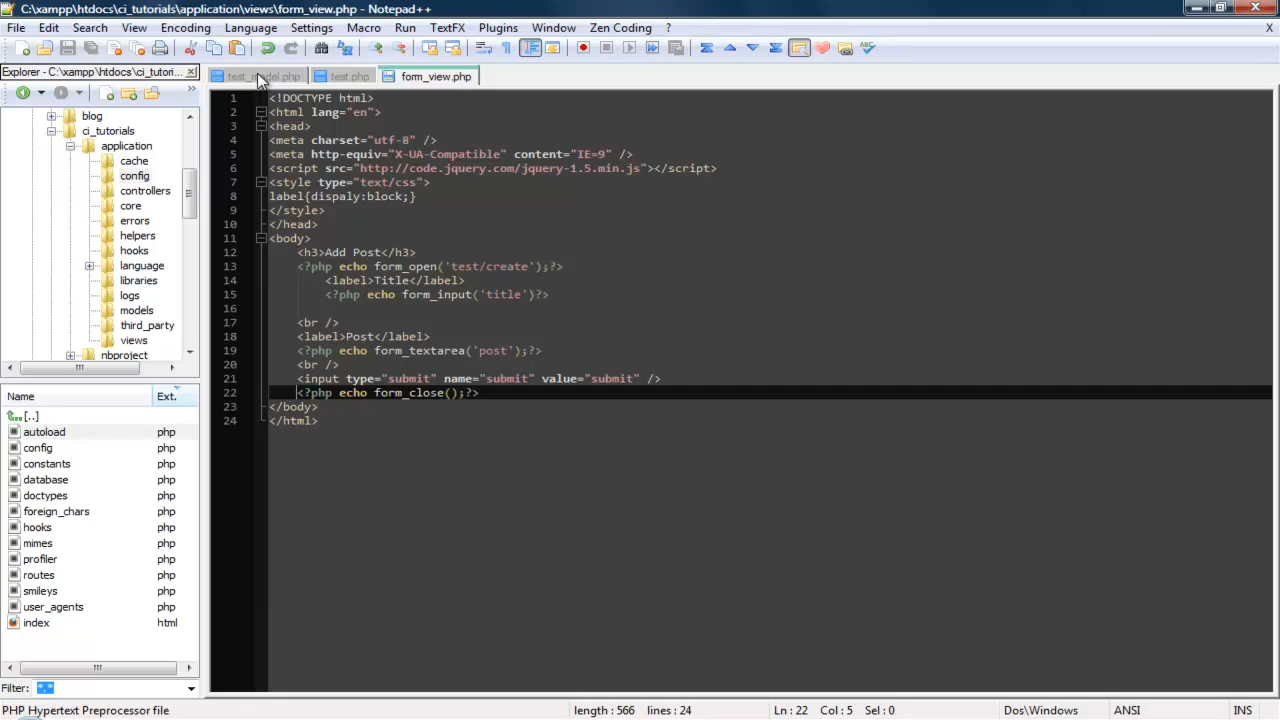 C:\xampp\htdocs\ci_tutorials\application\views\form_view.php - Notepad++
File Edit Search View Encoding Language Settings Macro Run TextFX Plugins Window Zen Coding ?
Explorer - C:\xampp\htdocs\ci_tutori...
test_model.php test.php form_view.php
blog
ci_tutorials
application
cache
config
controllers
core
errors
helpers
hooks
language
libraries
logs
models
third_party
views
nbproject
Name Ext.
[..]
autoload php
config php
constants php
database php
doctypes php
foreign_chars php
hooks php
mimes php
profiler php
routes php
smileys php
user_agents php
index html
Filter: *.*
1 <!DOCTYPE html>
2 <html lang="en">
3 <head>
4 <meta charset="utf-8" />
5 <meta http-equiv="X-UA-Compatible" content="IE=9" />
6 <script src="http://code.jquery.com/jquery-1.5.min.js"></script>
7 <style type="text/css">
8 label{dispaly:block;}
9 </style>
10 </head>
11 <body>
12 <h3>Add Post</h3>
13 <?php echo form_open('test/create');?>
14 <label>Title</label>
15 <?php echo form_input('title')?>
16
17 <br />
18 <label>Post</label>
19 <?php echo form_textarea('post');?>
20 <br />
21 <input type="submit" name="submit" value="submit" />
22 <?php echo form_close();?>
23 </body>
24 </html>
PHP Hypertext Preprocessor file length : 566 lines : 24 Ln : 22 Col : 5 Sel : 0 Dos\Windows ANSI INS